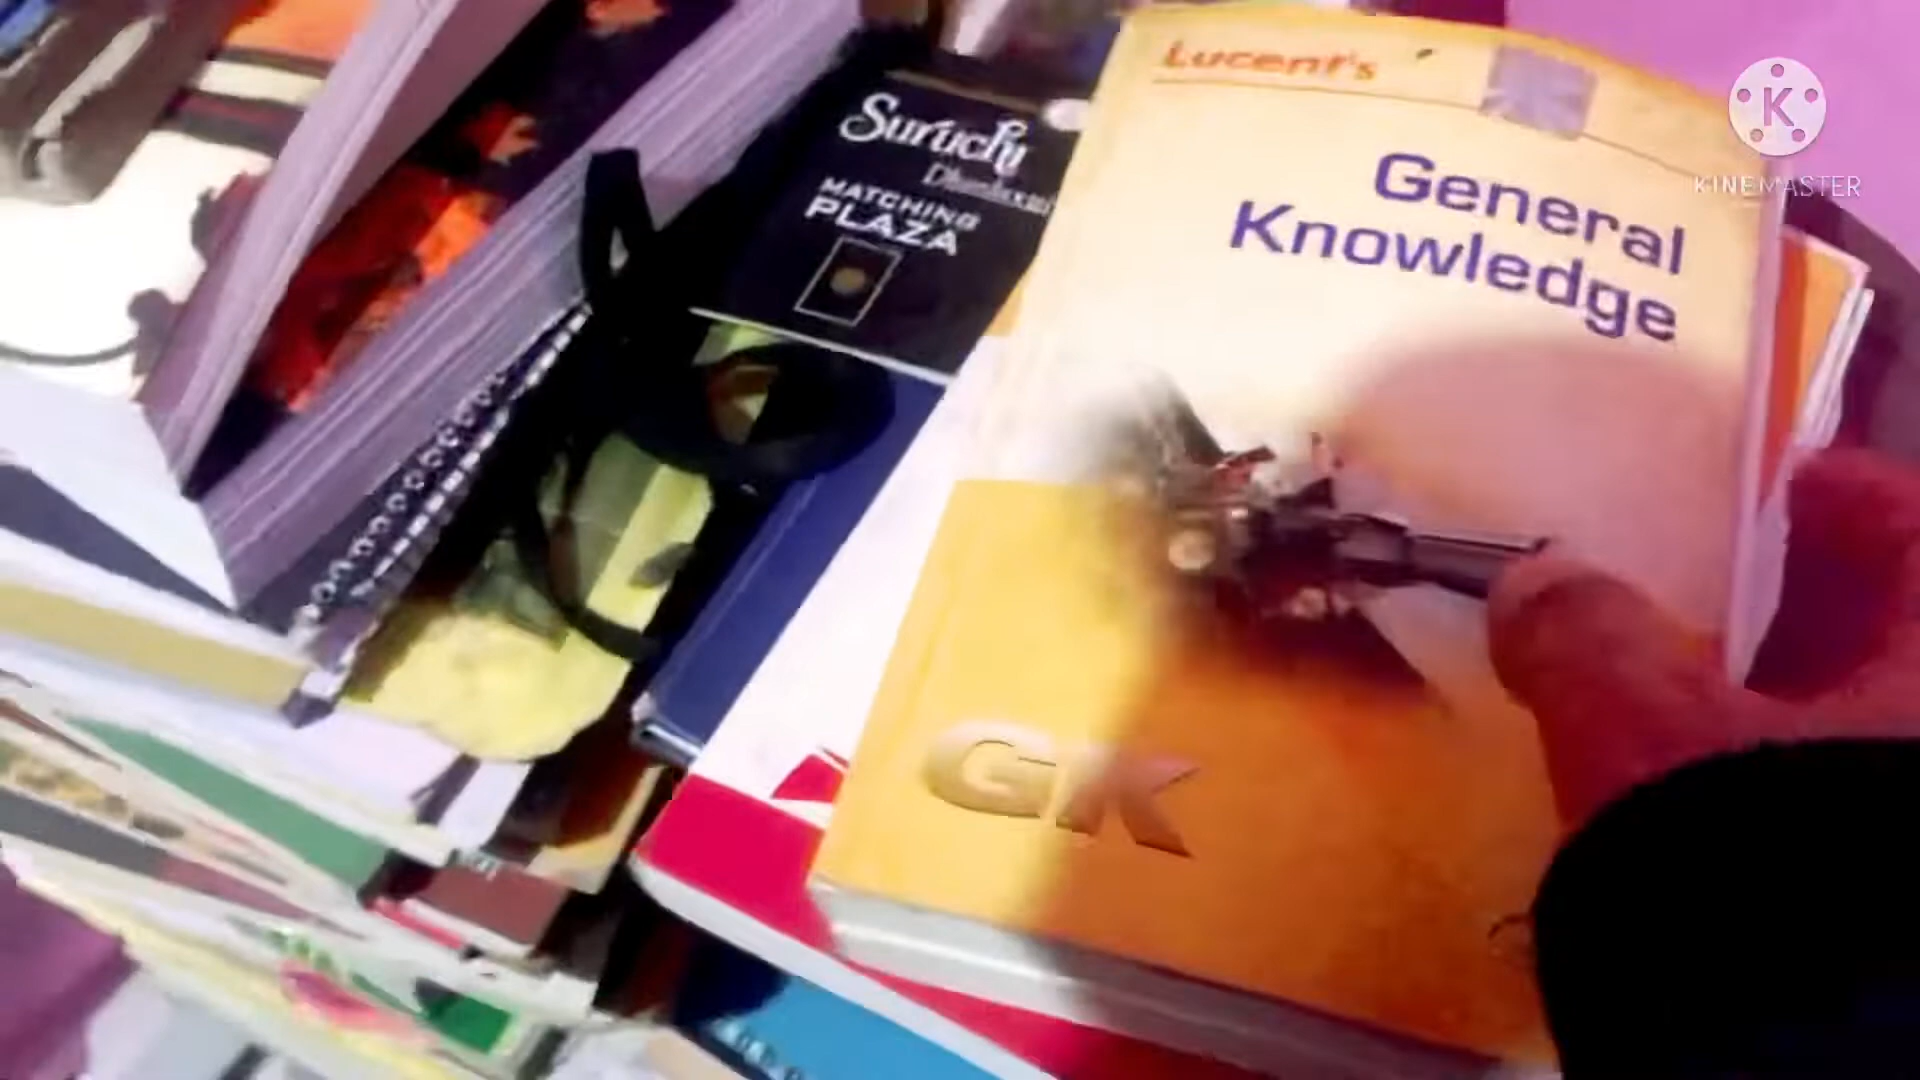 Lucent's
General
Knowledge
GK
Suruchi
MATCHING
PLAZA
KINEMASTER